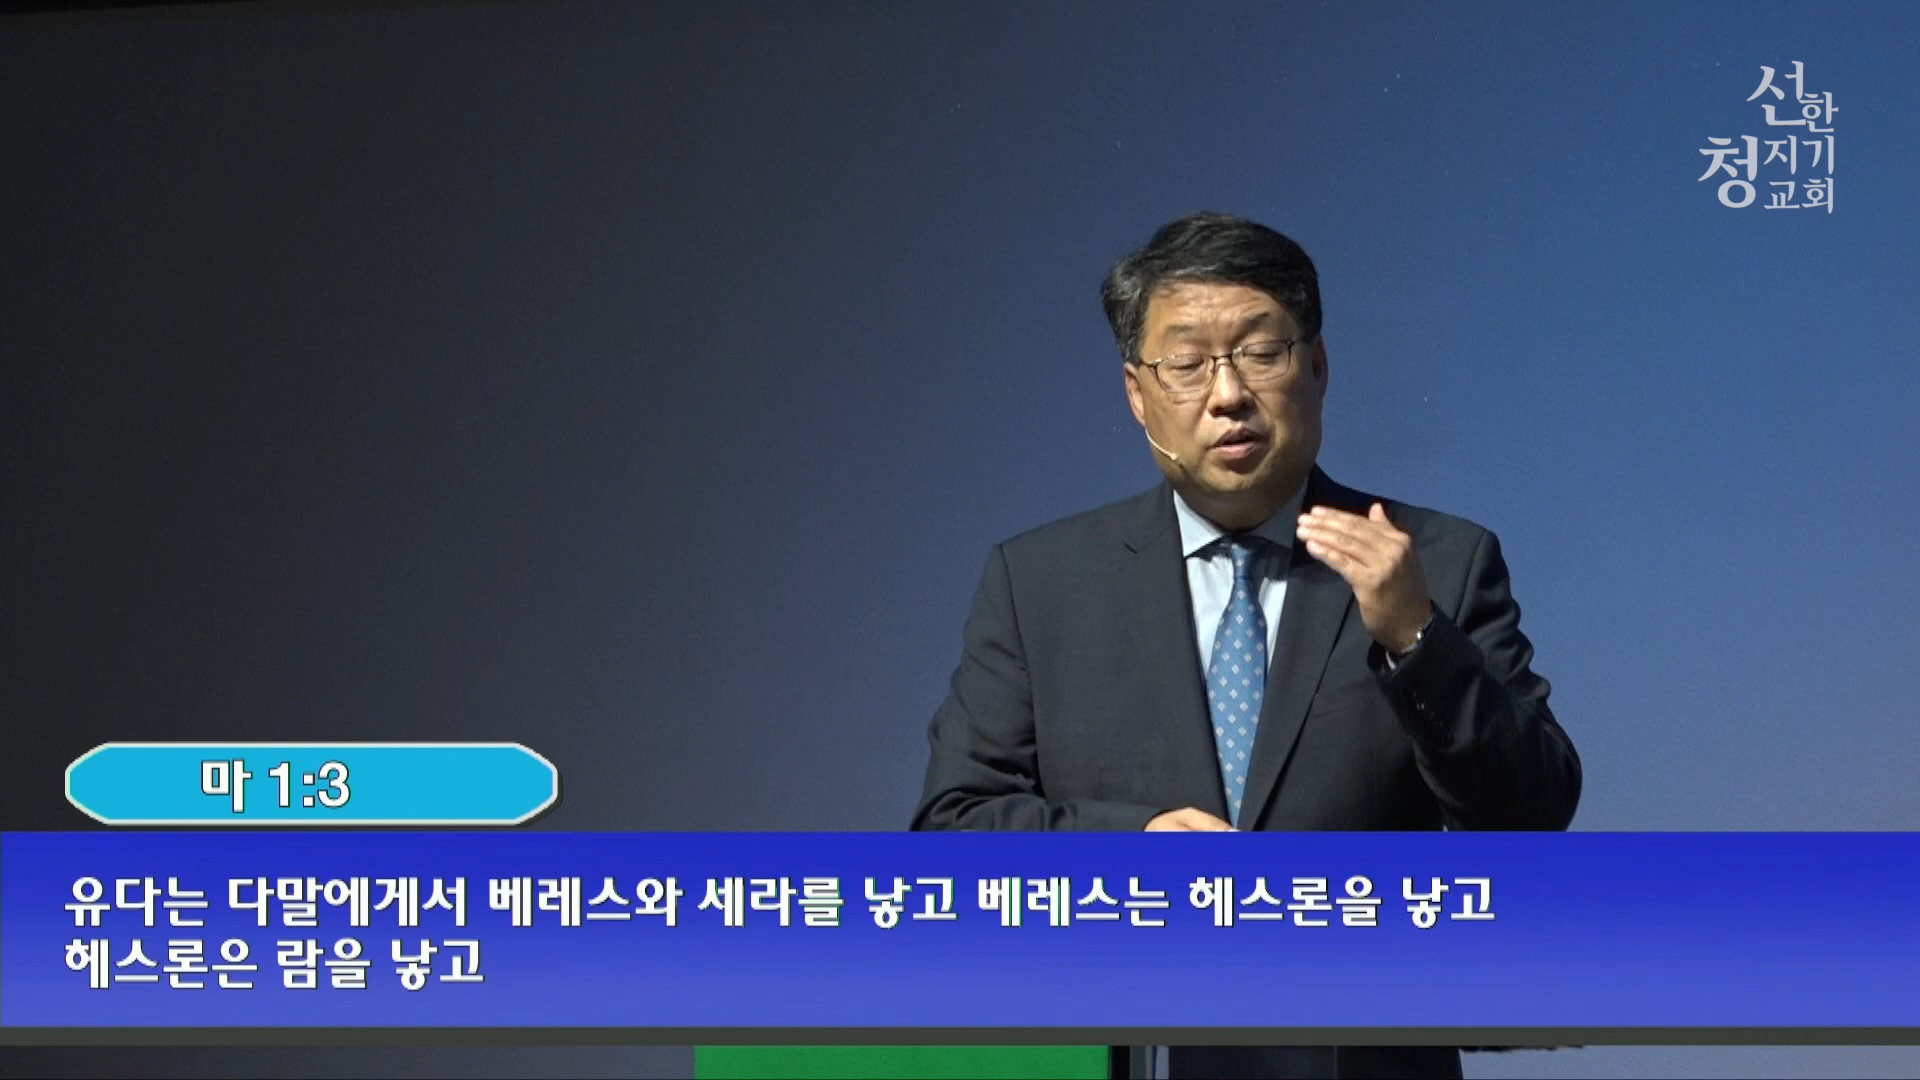 선한
청지기
교회
마 1:3
유다는 다말에게서 베레스와 세라를 낳고 베레스는 헤스론을 낳고
헤스론은 람을 낳고